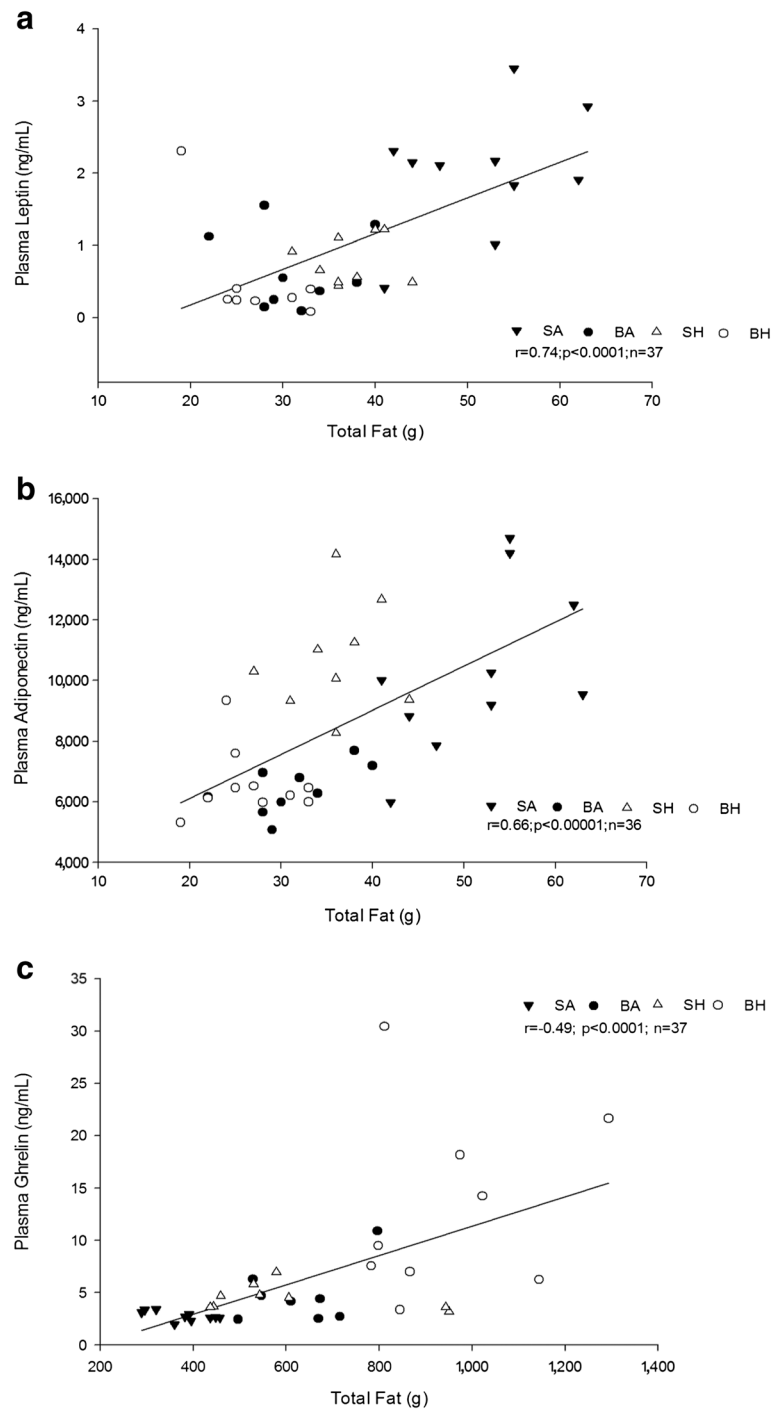 a
4
3
2
1
0
Plasma Leptin (ng/mL)
SA BA SH BH
r=0.74;p<0.0001;n=37
10 20 30 40 50 60 70
Total Fat (g)
b
16,000
14,000
12,000
10,000
8,000
6,000
4,000
Plasma Adiponectin (ng/mL)
SA BA SH BH
r=0.66;p<0.00001;n=36
10 20 30 40 50 60 70
Total Fat (g)
c
35
30
25
20
15
10
5
0
Plasma Ghrelin (ng/mL)
SA BA SH BH
r=-0.49; p<0.0001; n=37
200 400 600 800 1,000 1,200 1,400
Total Fat (g)